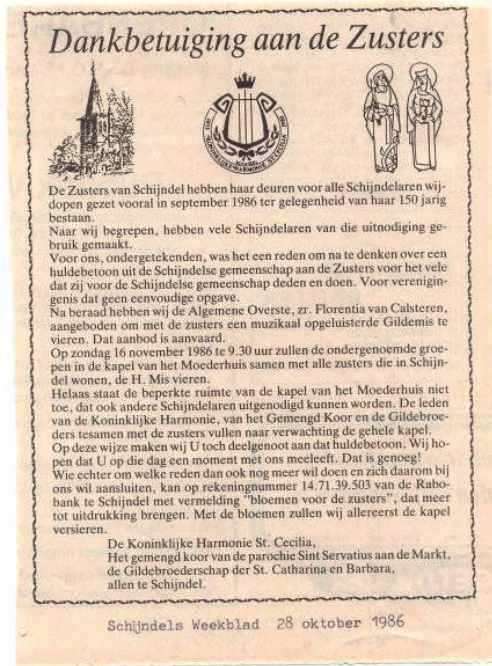 Dankbetuiging aan de Zusters
De Zusters van Schijndel hebben haar deuren voor alle Schijndelaren wij-
dopen gezet vooral in september 1986 ter gelegenheid van haar 150 jarig
bestaan.
Naar wij begrepen, hebben vele Schijndelaren van die uitnodiging ge-
bruik gemaakt.
Voor ons, ondergetekenden, was het een reden om na te denken over een
huldebetoon uit de Schijndelse gemeenschap aan de Zusters voor het vele
dat zij voor de Schijndelse gemeenschap deden en doen. Voor verenigin-
genis dat geen eenvoudige opgave.
Na beraad hebben wij de Algemene Overste, zr. Florentia van Calsteren,
aangeboden om met de zusters een muzikaal opgeluisterde Gildemis te
vieren. Dat aanbod is aanvaard.
Op zondag 16 november 1986 te 9.30 uur zullen de ondergenoemde groe-
pen in de kapel van het Moederhuis samen met alle zusters die in Schijn-
del wonen, de H. Mis vieren.
Helaas staat de beperkte ruimte van de kapel van het Moederhuis niet
toe, dat ook andere Schijndelaren uitgenodigd kunnen worden. De leden
van de Koninklijke Harmonie, van het Gemengd Koor en de Gildebroe-
ders tesamen met de zusters vullen naar verwachting de gehele kapel.
Op deze wijze maken wij U toch deelgenoot aan dat huldebetoon. Wij ho-
pen dat U op die dag een moment met ons meeleeft. Dat is genoeg!
Wie echter om welke reden dan ook nog meer wil doen en zich daarom bij
ons wil aansluiten, kan op rekeningnummer 14.71.39.503 van de Rabo-
bank te Schijndel met vermelding "bloemen voor de zusters", dat meer
tot uitdrukking brengen. Met de bloemen zullen wij allereerst de kapel
versieren.
De Koninklijke Harmonie St. Cecilia,
Het gemengd koor van de parochie Sint Servatius aan de Markt,
de Gildebroederschap der St. Catharina en Barbara,
allen te Schijndel.
Schijndels Weekblad 28 oktober 1986